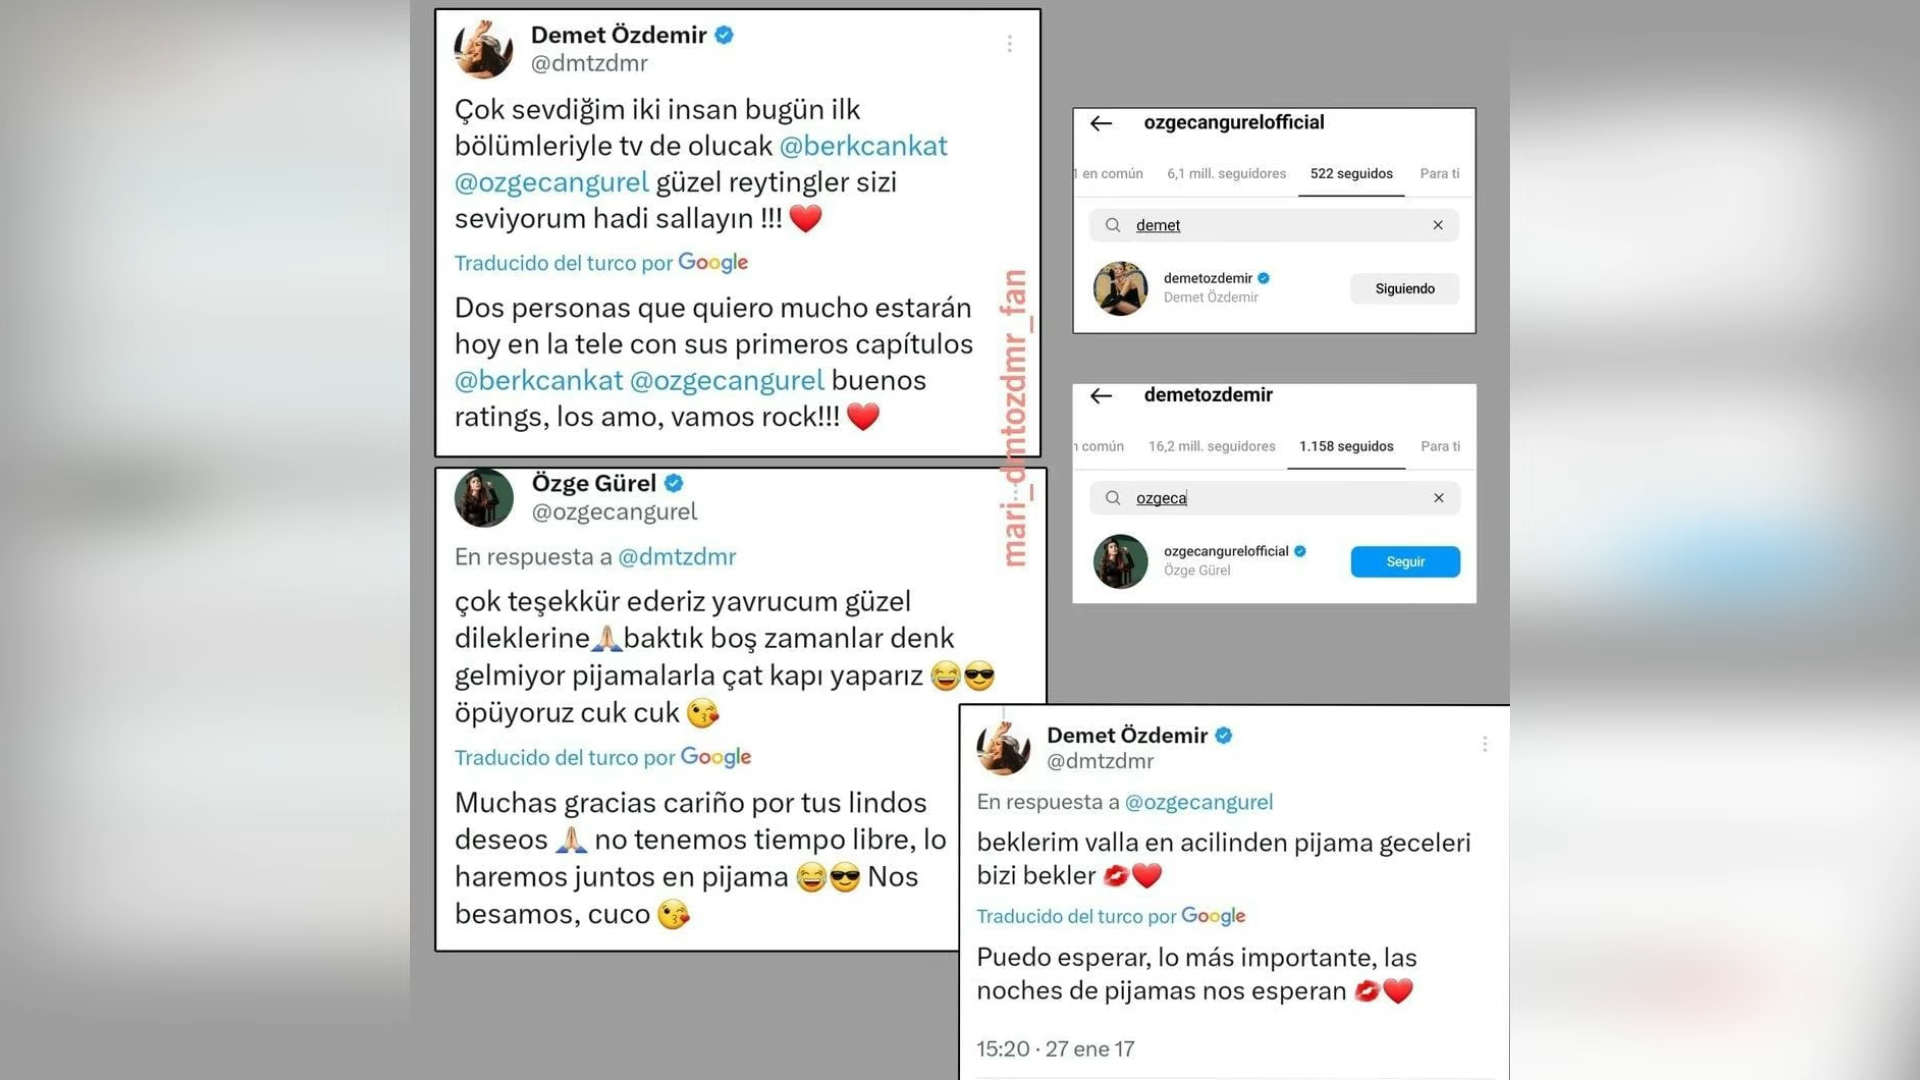 Demet Özdemir
@dmtzdmr
Çok sevdiğim iki insan bugün ilk
bölümleriyle tv de olucak @berkcankat
@ozgecangurel güzel reytingler sizi
seviyorum hadi sallayın !!! ❤️
Traducido del turco por Google
Dos personas que quiero mucho estarán
hoy en la tele con sus primeros capítulos
@berkcankat @ozgecangurel buenos
ratings, los amo, vamos rock!!! ❤️
Özge Gürel
@ozgecangurel
En respuesta a @dmtzdmr
çok teşekkür ederiz yavrucum güzel
dileklerine🙏🏻baktık boş zamanlar denk
gelmiyor pijamalarla çat kapı yaparız 😂😎
öpüyoruz cuk cuk 😘
Traducido del turco por Google
Muchas gracias cariño por tus lindos
deseos 🙏🏻 no tenemos tiempo libre, lo
haremos juntos en pijama 😂😎 Nos
besamos, cuco 😘
mari_dmtozdmr_fan
ozgecangurelofficial
1 en común 6,1 mill. seguidores 522 seguidos Para ti
demet
demetozdemir
Demet Özdemir
Siguiendo
demetozdemir
n común 16,2 mill. seguidores 1.158 seguidos Para ti
ozgeca
ozgecangurelofficial
Özge Gürel
Seguir
Demet Özdemir
@dmtzdmr
En respuesta a @ozgecangurel
beklerim valla en acilinden pijama geceleri
bizi bekler 💋❤️
Traducido del turco por Google
Puedo esperar, lo más importante, las
noches de pijamas nos esperan 💋❤️
15:20 · 27 ene 17